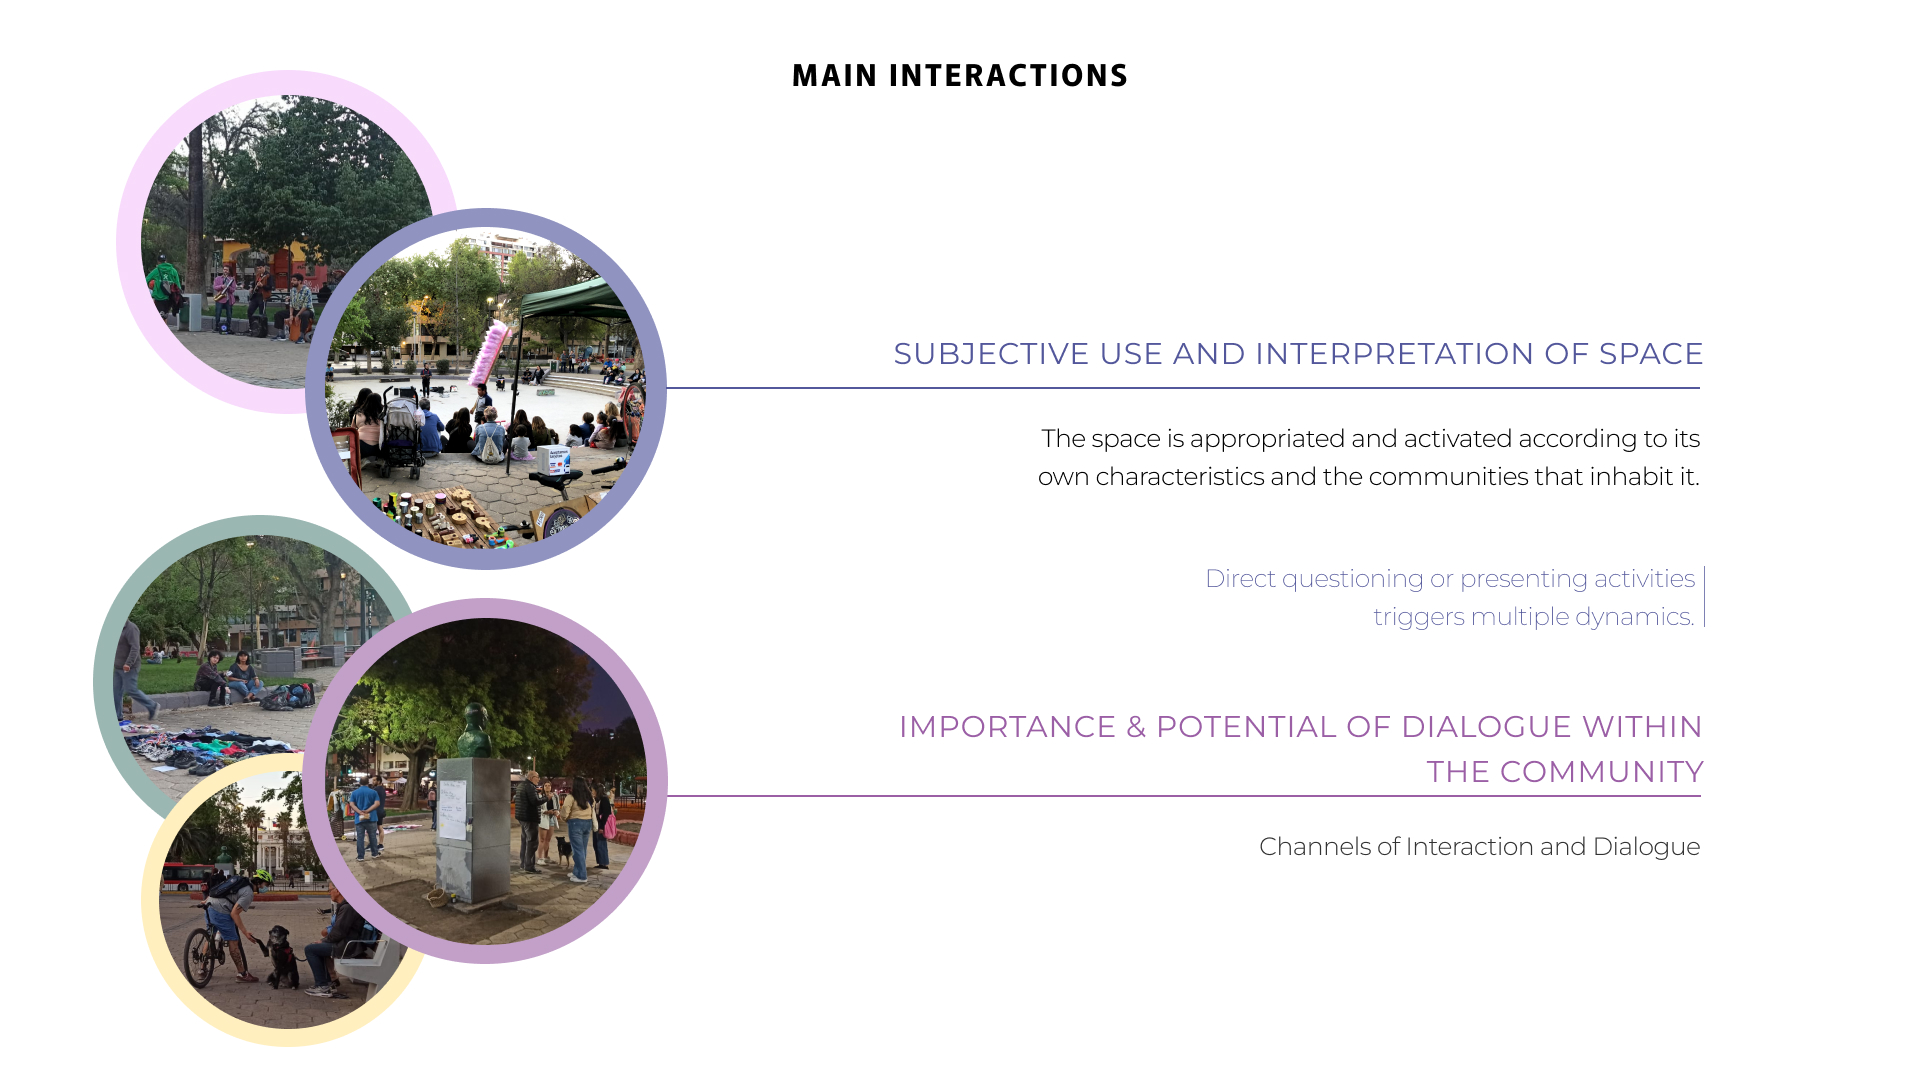 MAIN INTERACTIONS
SUBJECTIVE USE AND INTERPRETATION OF SPACE
The space is appropriated and activated according to its
own characteristics and the communities that inhabit it.
Direct questioning or presenting activities
triggers multiple dynamics.
IMPORTANCE & POTENTIAL OF DIALOGUE WITHIN
THE COMMUNITY
Channels of Interaction and Dialogue